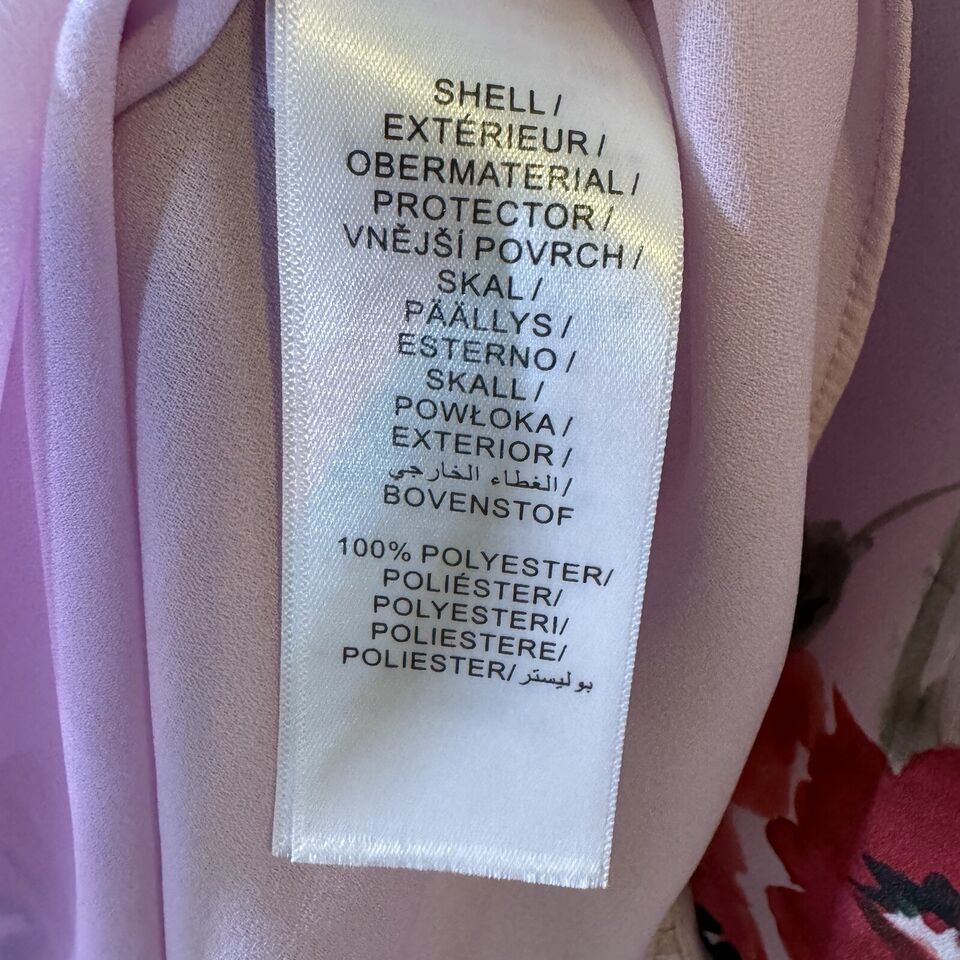 SHELL/
EXTÉRIEUR/
OBERMATERIAL/
PROTECTOR/
VNĚJŠÍ POVRCH/
SKAL/
PÄÄLLYS/
ESTERNO/
SKALL/
POWŁOKA/
EXTERIOR/
الغطاء الخارجي/
BOVENSTOF
100% POLYESTER/
POLIÉSTER/
POLYESTERI/
POLIESTERE/
POLIESTER/بوليستر